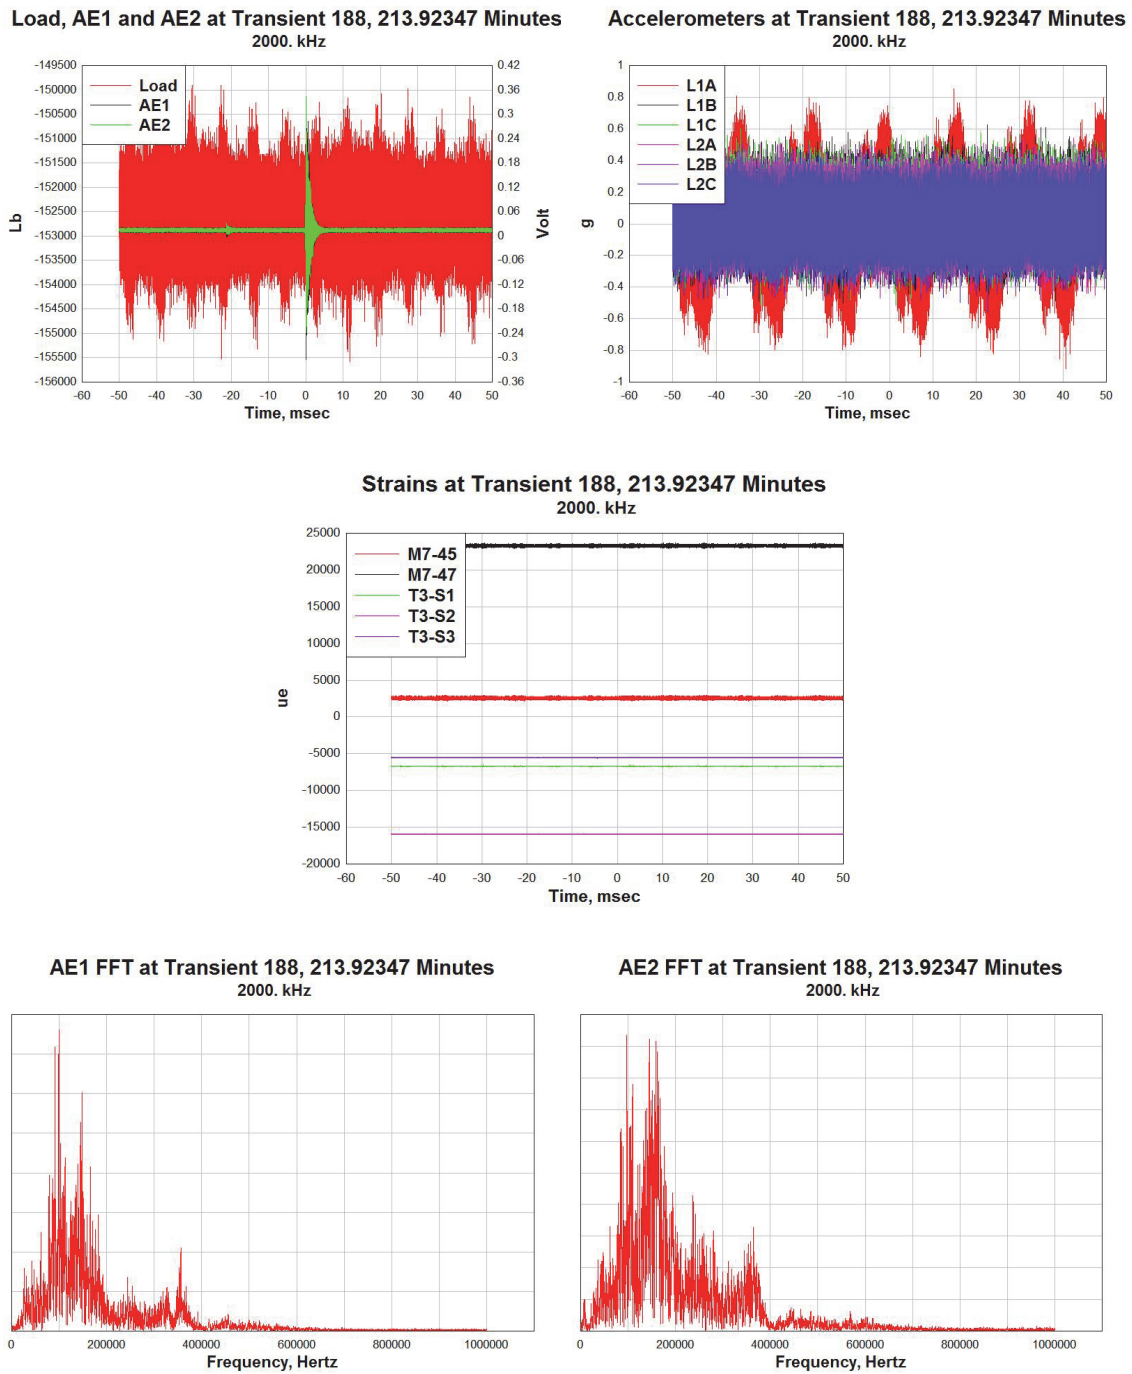 Load, AE1 and AE2 at Transient 188, 213.92347 Minutes
2000. kHz
-149500
-150000
-150500
-151000
-151500
-152000
-152500
-153000
-153500
-154000
-154500
-155000
-155500
-156000
Lb
Load
AE1
AE2
0.42
0.36
0.3
0.24
0.18
0.12
0.06
0
-0.06
-0.12
-0.18
-0.24
-0.3
-0.36
Volt
-60 -50 -40 -30 -20 -10 0 10 20 30 40 50
Time, msec
Accelerometers at Transient 188, 213.92347 Minutes
2000. kHz
1
0.8
0.6
0.4
0.2
0
-0.2
-0.4
-0.6
-0.8
-1
g
L1A
L1B
L1C
L2A
L2B
L2C
-60 -50 -40 -30 -20 -10 0 10 20 30 40 50
Time, msec
Strains at Transient 188, 213.92347 Minutes
2000. kHz
25000
20000
15000
10000
5000
0
-5000
-10000
-15000
-20000
ue
M7-45
M7-47
T3-S1
T3-S2
T3-S3
-60 -50 -40 -30 -20 -10 0 10 20 30 40 50
Time, msec
AE1 FFT at Transient 188, 213.92347 Minutes
2000. kHz
0 200000 400000 600000 800000 1000000
Frequency, Hertz
AE2 FFT at Transient 188, 213.92347 Minutes
2000. kHz
0 200000 400000 600000 800000 1000000
Frequency, Hertz